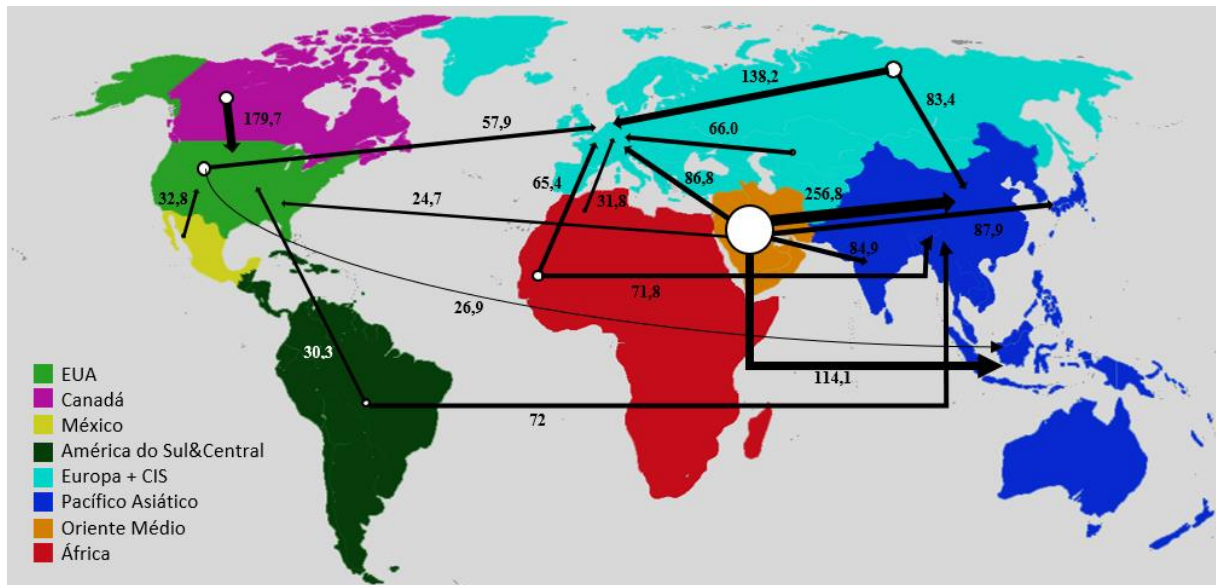 138,2
83,4
179,7
57,9
66.0
32,8
65,4
31,8
86,8
256,8
24,7
87,9
84,9
71,8
26,9
30,3
114,1
72
EUA
Canadá
México
América do Sul&Central
Europa + CIS
Pacífico Asiático
Oriente Médio
África